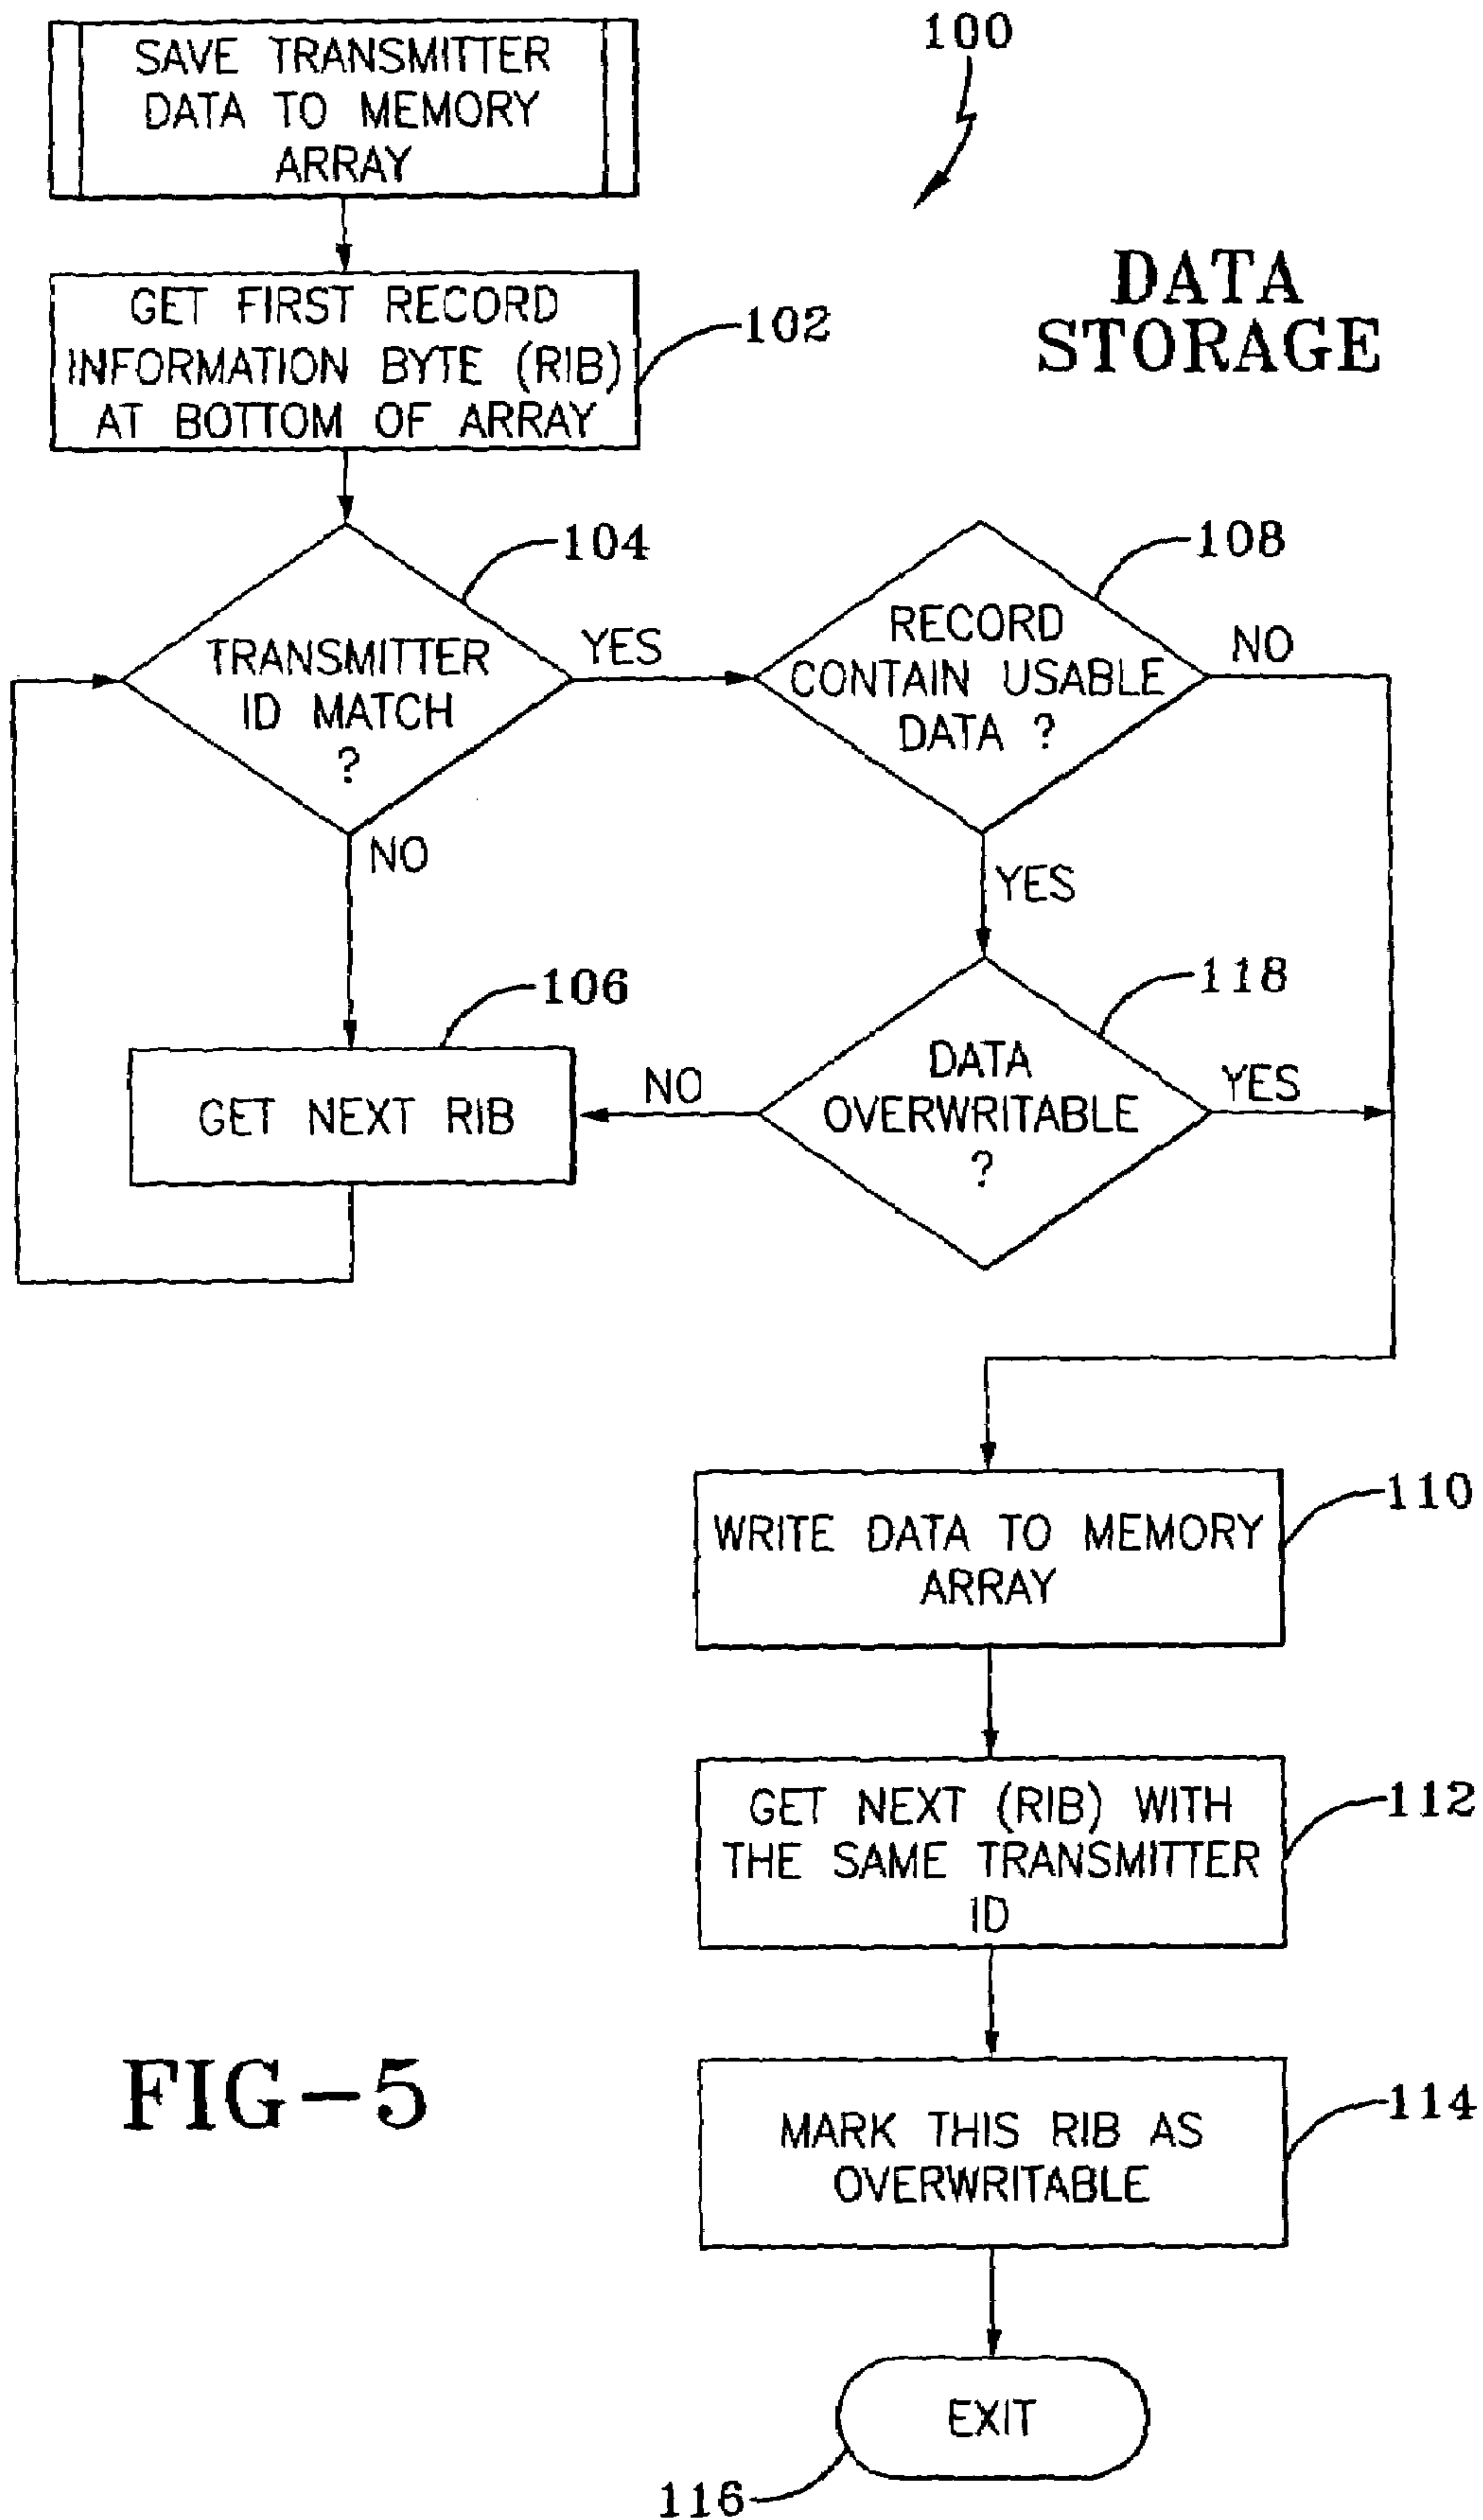 SAVE TRANSMITTER
DATA TO MEMORY
ARRAY
100
DATA
STORAGE
GET FIRST RECORD
INFORMATION BYTE (RIB)
AT BOTTOM OF ARRAY
102
104
TRANSMITTER
ID MATCH
?
YES
NO
108
RECORD
CONTAIN USABLE
DATA ?
NO
YES
106
GET NEXT RIB
NO
118
DATA
OVERWRITABLE
?
YES
WRITE DATA TO MEMORY
ARRAY
110
GET NEXT (RIB) WITH
THE SAME TRANSMITTER
ID
112
FIG-5
MARK THIS RIB AS
OVERWRITABLE
114
EXIT
116